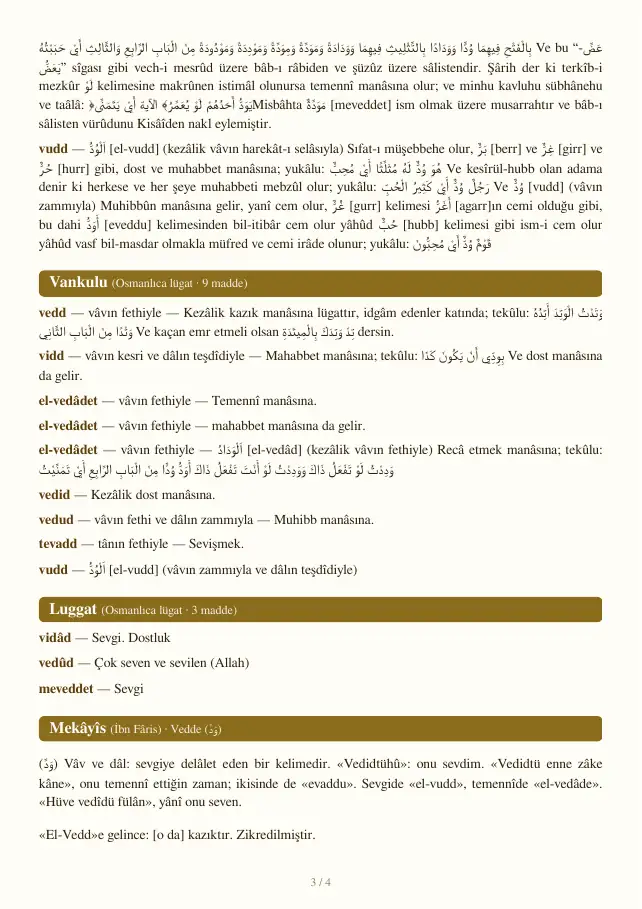 بِالْفَتْحِ فِيهِمَا وُدًّا وَوِدَادًا بِالتَّثْلِيثِ فِيهِمَا وَوَدَادَةً وَمَوَدَّةً وَمَوْدِدَةً وَمَوْدُودَةً مِنَ الْبَابِ الرَّابِعِ وَالثَّالِثِ أَيْ حَبَبْتُهُ Ve bu “عَضَّ-
يَعَضُّ” sîgası gibi vech-i mesrûd üzere bâb-ı râbiden ve şüzûz üzere sâlistendir. Şârih der ki terkîb-i
mezkûr لَوْ kelimesine makrûnen istimâl olunursa temennî manâsına olur; ve minhu kavluhu sübhânehu
ve taâlâ: ﴿يَوَدُّ أَحَدُهُمْ لَوْ يُعَمَّرُ﴾ الآية أَيْ يَتَمَنَّى Misbâhta مَوَدَّةٌ [meveddet] ism olmak üzere musarrahtır ve bâb-ı
sâlisten vürûdunu Kisâîden nakl eylemiştir.
vudd — اَلْوُدُّ [el-vudd] (kezâlik vâvın harekât-ı selâsıyla) Sıfat-ı müşebbehe olur, بَرٌّ [berr] ve غِرٌّ [girr] ve
حُرٌّ [hurr] gibi, dost ve muhabbet manâsına; yukâlu: هُوَ وُدٌّ لَهُ مُثَلَّثًا أَيْ مُحِبٌّ Ve kesîrül-hubb olan adama
denir ki herkese ve her şeye muhabbeti mebzûl olur; yukâlu: رَجُلٌ وُدٌّ أَيْ كَثِيرُ الْحُبِّ Ve وُدٌّ [vudd] (vâvın
zammıyla) Muhibbûn manâsına gelir, yanî cem olur, غُرٌّ [gurr] kelimesi أَغَرُّ [agarr]ın cemi olduğu gibi,
bu dahi أَوَدُّ [eveddu] kelimesinden bil-itibâr cem olur yâhûd حُبٌّ [hubb] kelimesi gibi ism-i cem olur
yâhûd vasf bil-masdar olmakla müfred ve cemi irâde olunur; yukâlu: قَوْمٌ وُدٌّ أَيْ مُحِبُّونَ
Vankulu (Osmanlıca lügat · 9 madde)
vedd — vâvın fethiyle — Kezâlik kazık manâsına lügattır, idgâm edenler katında; tekûlu: وَتَدْتُ الْوَتِدَ أَتِدُهُ
وَتْدًا مِنَ الْبَابِ الثَّانِي Ve kaçan emr etmeli olsan تِدْ وَتِدَكَ بِالْمِيتَدَةِ dersin.
vidd — vâvın kesri ve dâlın teşdîdiyle — Mahabbet manâsına; tekûlu: بِوِدِّي أَنْ يَكُونَ كَذَا Ve dost manâsına
da gelir.
el-vedâdet — vâvın fethiyle — Temennî manâsına.
el-vedâdet — vâvın fethiyle — mahabbet manâsına da gelir.
el-vedâdet — vâvın fethiyle — اَلْوَدَادُ [el-vedâd] (kezâlik vâvın fethiyle) Recâ etmek manâsına; tekûlu:
وَدِدْتُ لَوْ تَفْعَلُ ذَاكَ وَوَدِدْتُ لَوْ أَنَّكَ تَفْعَلُ ذَاكَ أَوَدُّ وُدًّا مِنَ الْبَابِ الرَّابِعِ أَيْ تَمَنَّيْتُ
vedid — Kezâlik dost manâsına.
vedud — vâvın fethi ve dâlın zammıyla — Muhibb manâsına.
tevadd — tânın fethiyle — Sevişmek.
vudd — اَلْوُدُّ [el-vudd] (vâvın zammıyla ve dâlın teşdîdiyle)
Luggat (Osmanlıca lügat · 3 madde)
vidâd — Sevgi. Dostluk
vedûd — Çok seven ve sevilen (Allah)
meveddet — Sevgi
Mekâyîs (İbn Fâris) · Vedde (وَدَّ)
(وَدَّ) Vâv ve dâl: sevgiye delâlet eden bir kelimedir. «Vedidtühû»: onu sevdim. «Vedidtü enne zâke
kâne», onu temennî ettiğin zaman; ikisinde de «evaddu». Sevgide «el-vudd», temennîde «el-vedâde».
«Hüve vedîdü fülân», yânî onu seven.
«El-Vedd»e gelince: [o da] kazıktır. Zikredilmiştir.
3 / 4